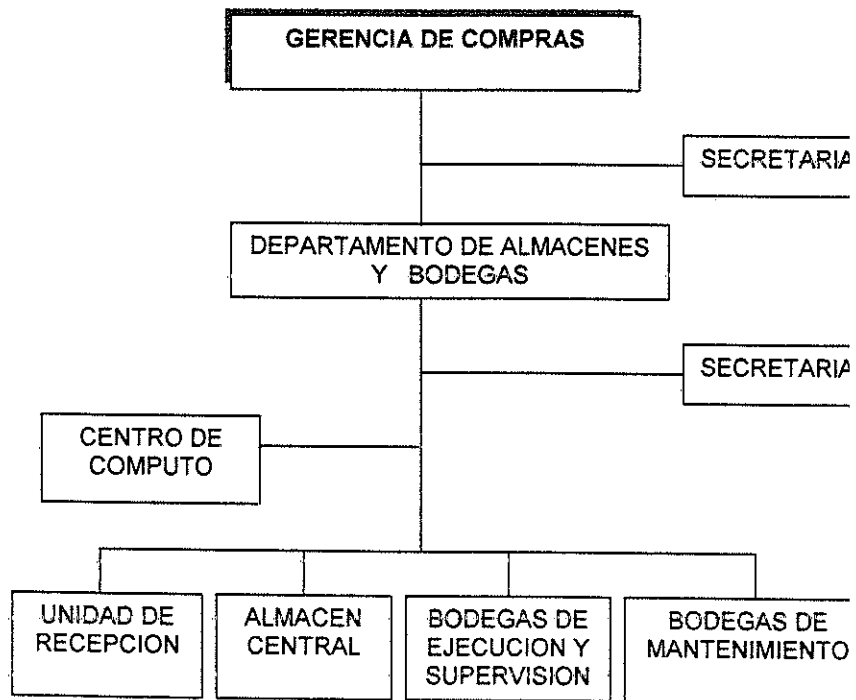 GERENCIA DE COMPRAS
SECRETARIA
DEPARTAMENTO DE ALMACENES
Y BODEGAS
SECRETARIA
CENTRO DE
COMPUTO
UNIDAD DE
RECEPCION
ALMACEN
CENTRAL
BODEGAS DE
EJECUCION Y
SUPERVISION
BODEGAS DE
MANTENIMIENTO